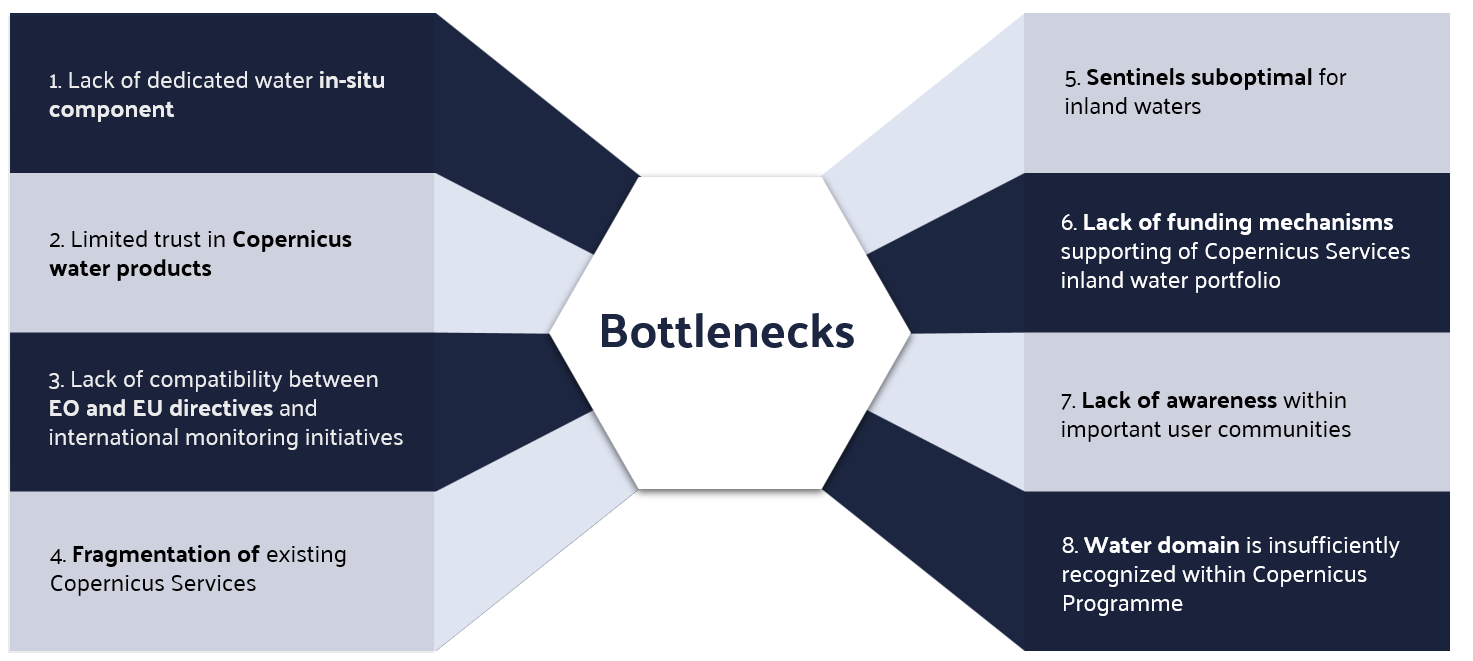 1. Lack of dedicated water in-situ
component
2. Limited trust in Copernicus
water products
3. Lack of compatibility between
EO and EU directives and
international monitoring initiatives
4. Fragmentation of existing
Copernicus Services
Bottlenecks
5. Sentinels suboptimal for
inland waters
6. Lack of funding mechanisms
supporting of Copernicus Services
inland water portfolio
7. Lack of awareness within
important user communities
8. Water domain is insufficiently
recognized within Copernicus
Programme